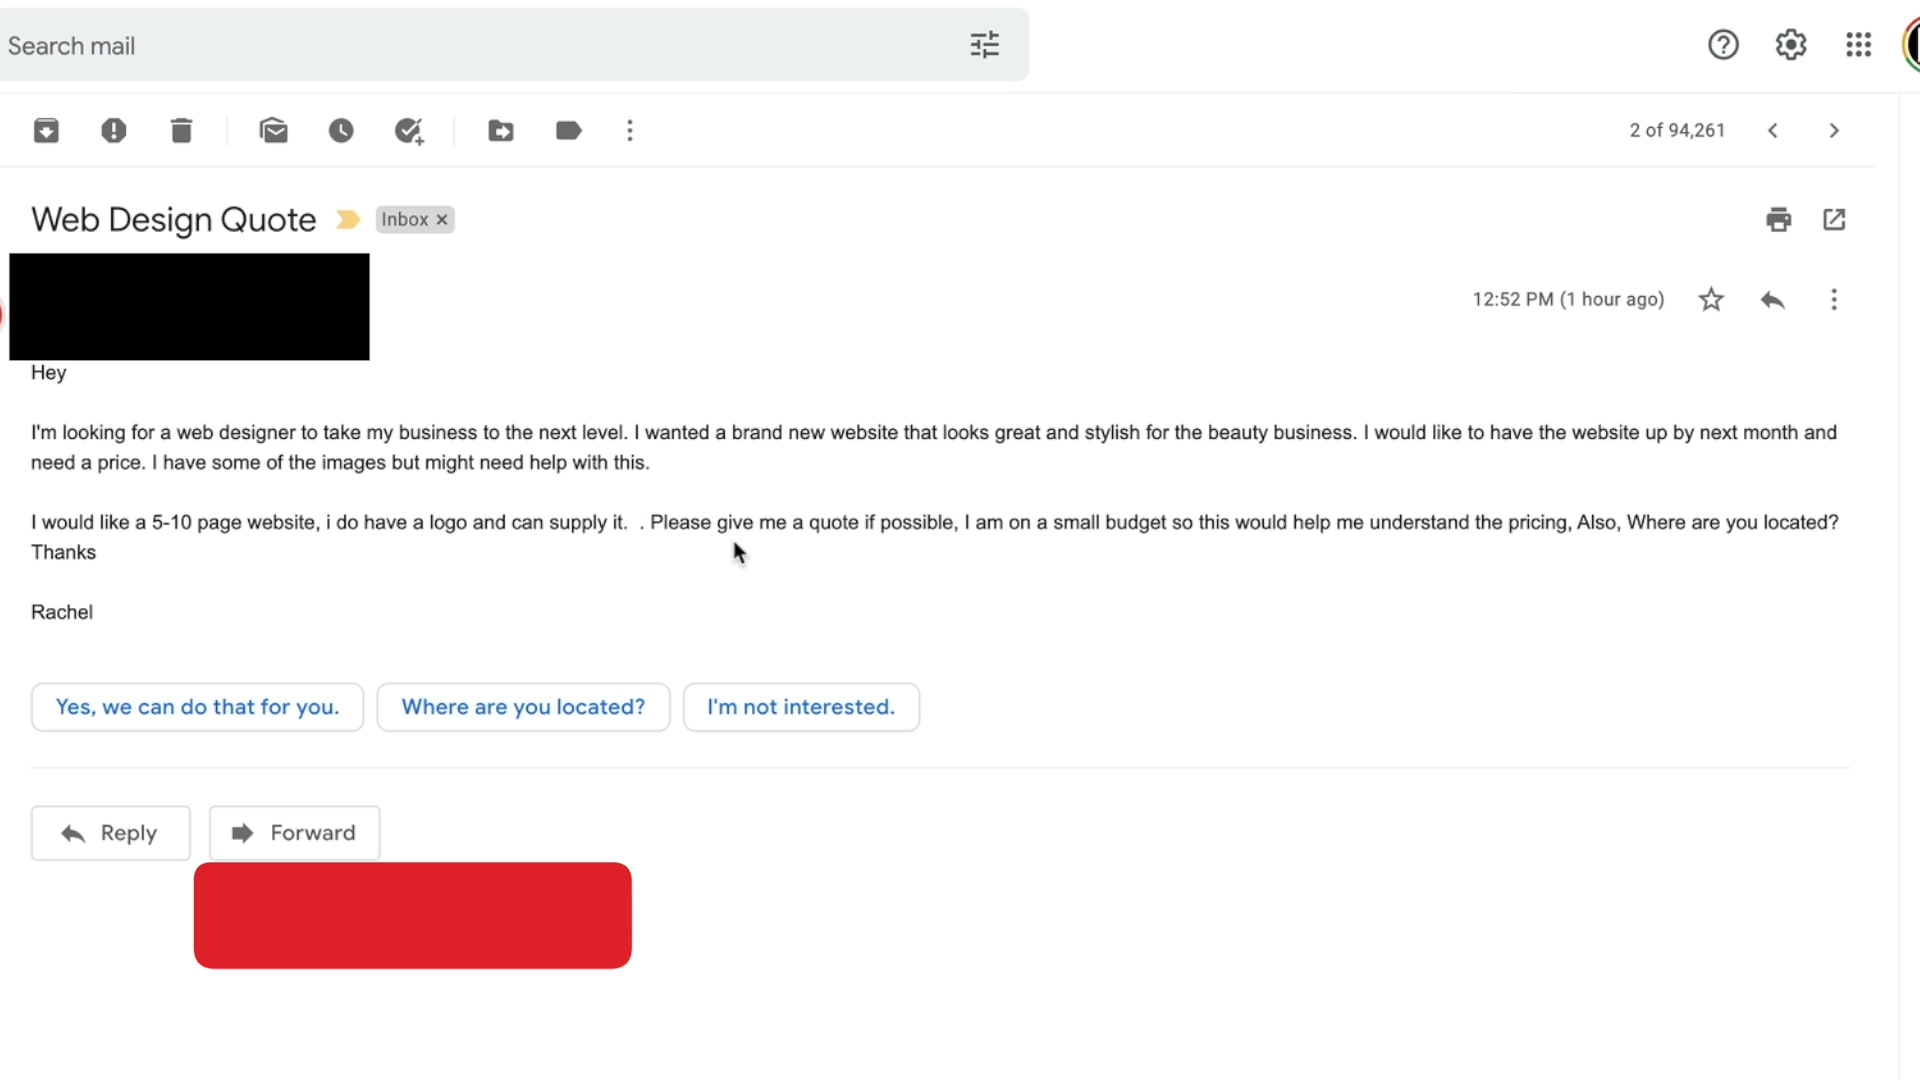 Search mail
2 of 94,261
Web Design Quote Inbox ×
12:52 PM (1 hour ago)
Hey
I'm looking for a web designer to take my business to the next level. I wanted a brand new website that looks great and stylish for the beauty business. I would like to have the website up by next month and
need a price. I have some of the images but might need help with this.
I would like a 5-10 page website, i do have a logo and can supply it.  . Please give me a quote if possible, I am on a small budget so this would help me understand the pricing, Also, Where are you located?
Thanks
Rachel
Yes, we can do that for you. Where are you located? I'm not interested.
Reply Forward